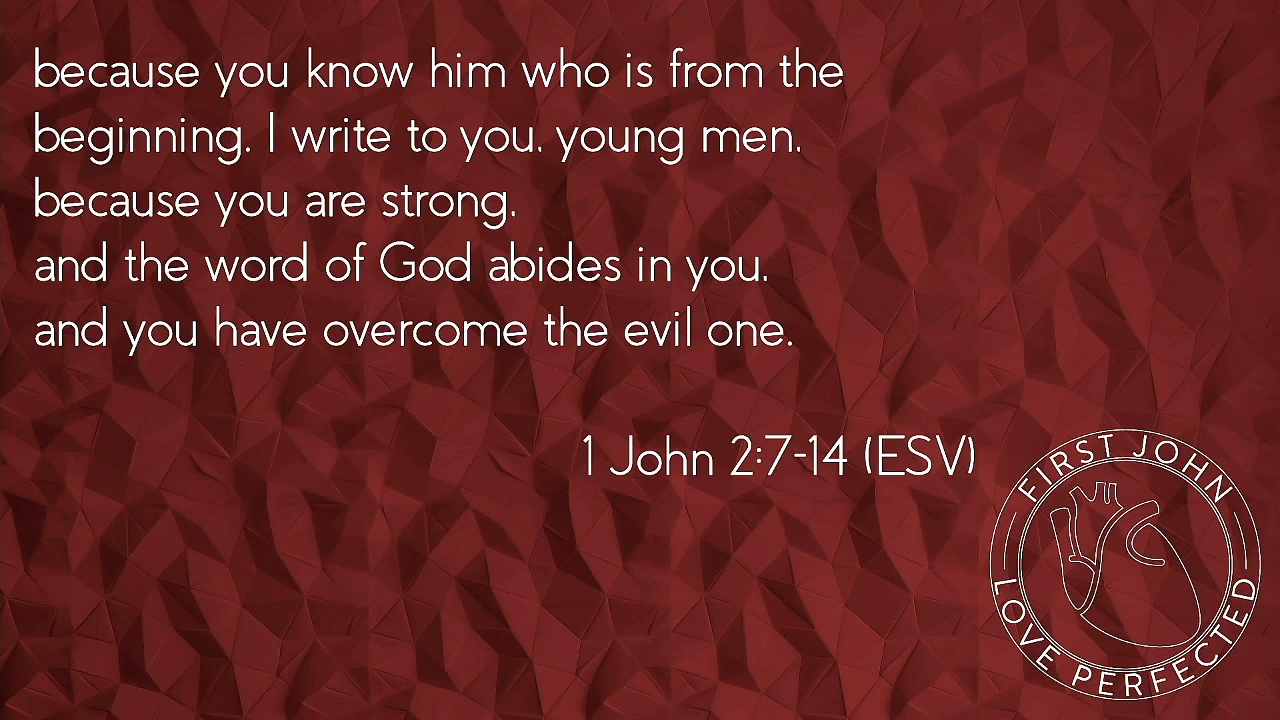 because you know him who is from the
beginning. I write to you, young men,
because you are strong,
and the word of God abides in you,
and you have overcome the evil one.
1 John 2:7-14 (ESV)
FIRST JOHN
LOVE PERFECTED